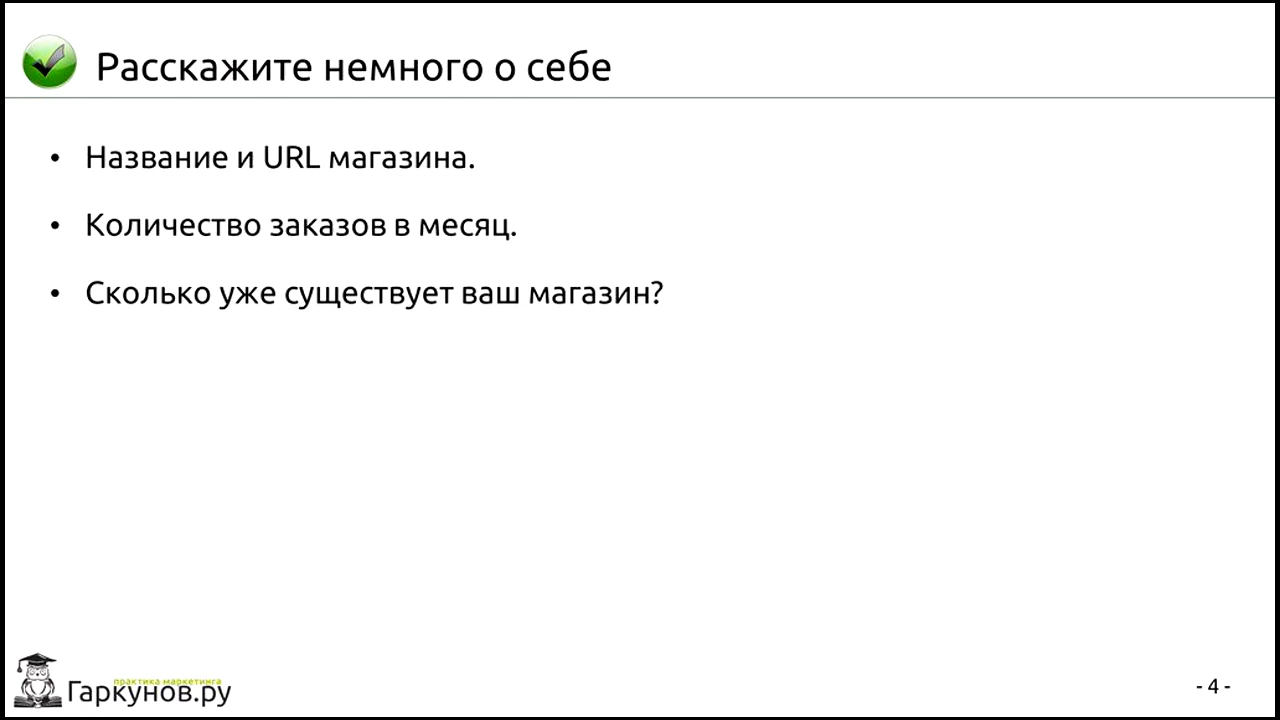 Расскажите немного о себе
• Название и URL магазина.
• Количество заказов в месяц.
• Сколько уже существует ваш магазин?
практика маркетинга
Гаркунов.ру
- 4 -